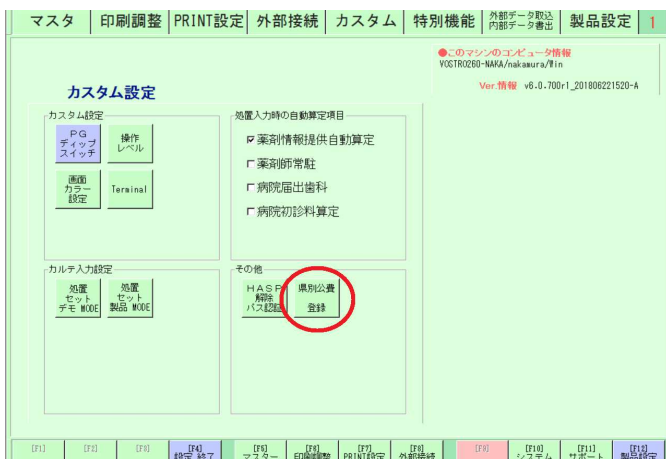 マスタ 印刷調整 PRINT設定 外部接続 カスタム 特別機能 外部データ取込 製品設定 1
内部データ書出
●このマシンのコンピュータ情報
VOSTRO260-NAKA/nakamura/Win
Ver.情報 v6.0.700r1_201806221520-A
カスタム設定
カスタム設定
PG
ディップ
スイッチ
操作
レベル
画面
カラー
設定
Terminal
処置入力時の自動算定項目
薬剤情報提供自動算定
薬剤師常駐
病院届出歯科
病院初診料算定
カルテ入力設定
処置
セット
デモ MODE
処置
セット
製品 MODE
その他
HASP
解除
パス認証
県別公費
登録
[F1] [F2] [F3] [F4] [F5] [F6] [F7] [F8] [F9] [F10] [F11] [F12]
設定 終了 マスター 印刷調整 PRINT設定 外部接続 システム サポート 製品設定